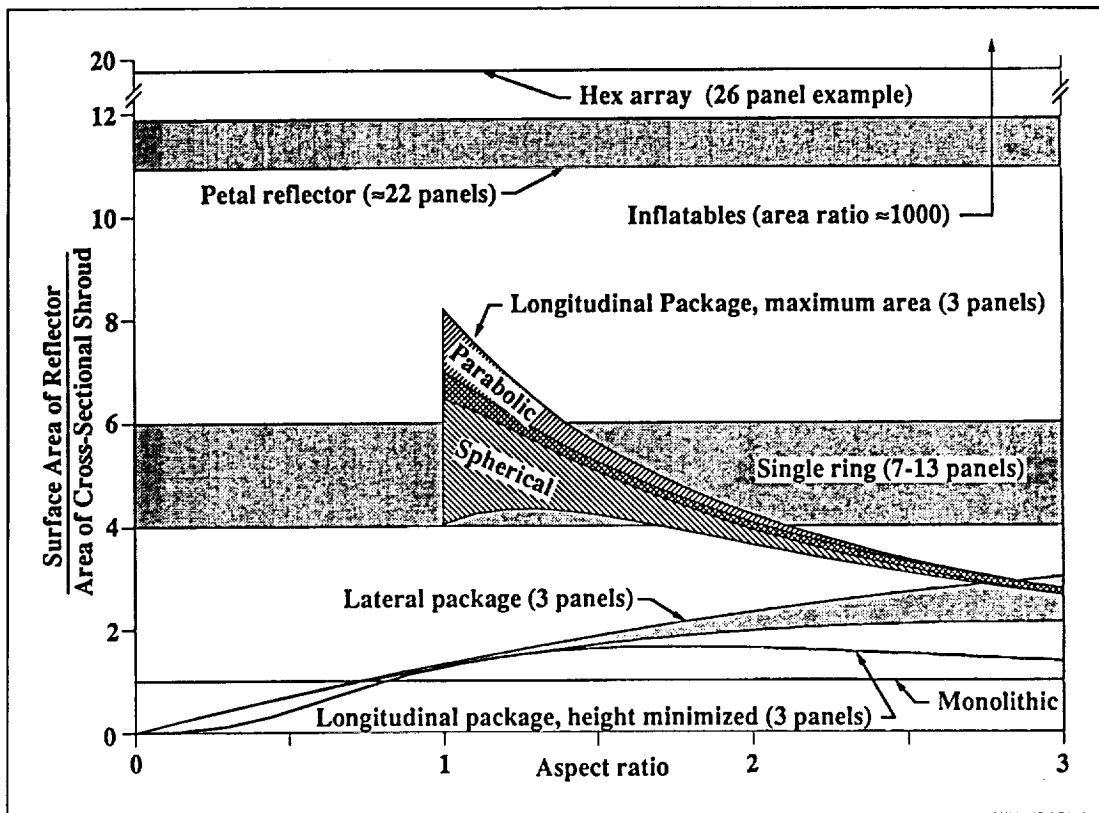 20
Hex array (26 panel example)
12
Petal reflector (≈22 panels)
10
Inflatables (area ratio ≈1000)
Longitudinal Package, maximum area (3 panels)
8
Parabolic
6
Spherical
Single ring (7-13 panels)
4
Surface Area of Reflector
Area of Cross-Sectional Shroud
Lateral package (3 panels)
2
Monolithic
Longitudinal package, height minimized (3 panels)
0
0
1
2
3
Aspect ratio